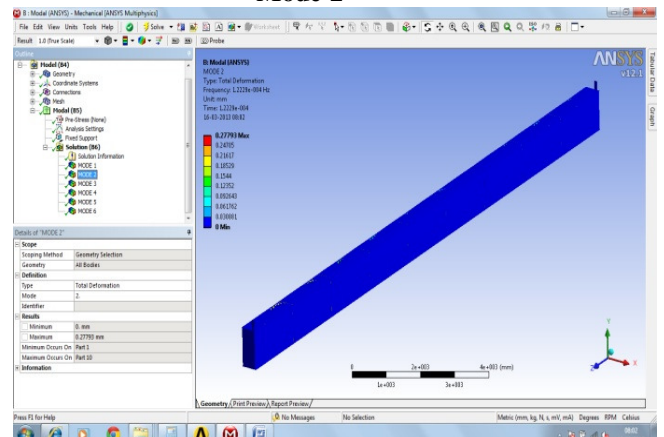 Mode 2
B : Modal (ANSYS) - Mechanical [ANSYS Multiphysics]
File Edit View Units Tools Help Solve Worksheet
Result 1.0 (True Scale) Probe
Outline
Model (B4)
Geometry
Coordinate Systems
Connections
Mesh
Modal (B5)
Pre-Stress (None)
Analysis Settings
Fixed Support
Solution (B6)
Solution Information
MODE 1
MODE 2
MODE 3
MODE 4
MODE 5
MODE 6
Details of "MODE 2"
Scope
Scoping Method Geometry Selection
Geometry All Bodies
Definition
Type Total Deformation
Mode 2.
Identifier
Results
Minimum 0. mm
Maximum 0.27793 mm
Minimum Occurs On Part 1
Maximum Occurs On Part 10
Information
B: Modal (ANSYS)
MODE 2
Type: Total Deformation
Frequency: 1.2229e-004 Hz
Unit: mm
Time: 1.2229e-004
16-03-2013 08:02
0.27793 Max
0.24705
0.21617
0.18529
0.1544
0.12352
0.092643
0.061762
0.030881
0 Min
ANSYS
v12.1
Tabular Data
Graph
0 2e+003 4e+003 (mm)
1e+003 3e+003
Y
Z X
Geometry Print Preview Report Preview
Press F1 for Help No Messages No Selection Metric (mm, kg, N, s, mV, mA) Degrees RPM Celsius
08:02